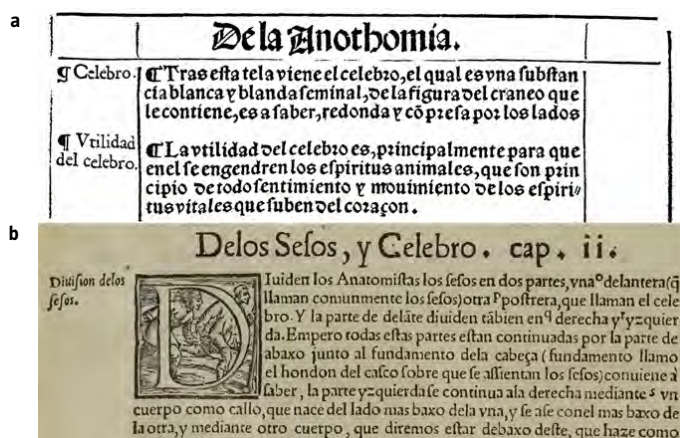 a
De la Anothomia.
¶ Celebro.
¶ Tras esta tela viene el celebro, el qual es vna substan
cia blanca y blanda seminal, de la figura del craneo que
le contiene, es a saber, redonda y cõ presa por los lados
¶ Vtilidad
del celebro.
¶ La vtilidad del celebro es, principalmente para que
enel se engendren los espiritus animales, que son prin
cipio de todo sentimiento y mouimiento de los espiri⸗
tus vitales que suben del coraçon.
b
Delos Sesos, y Celebro. cap. ii.
Diuision delos
sesos.
DIuiden los Anatomistas los sesos en dos partes, vna º delantera (q̃
llaman comunmente los sesos) otra ᵖ postrera, que llaman el cele
bro. Y la parte de delãte diuiden tãbien en q derecha y ʳ yzquier
da. Empero todas estas partes estan continuadas por la parte de
abaxo junto al fundamento dela cabeça (fundamento llamo
el hondon del casco sobre que se assientan los sesos) conuiene à
saber, la parte yzquierda se continua ala derecha mediante ˢ vn
cuerpo como callo, que nace del lado mas baxo dela vna, y se ase conel mas baxo de
la otra, y mediante otro cuerpo, que diremos estar debaxo deste, que haze como